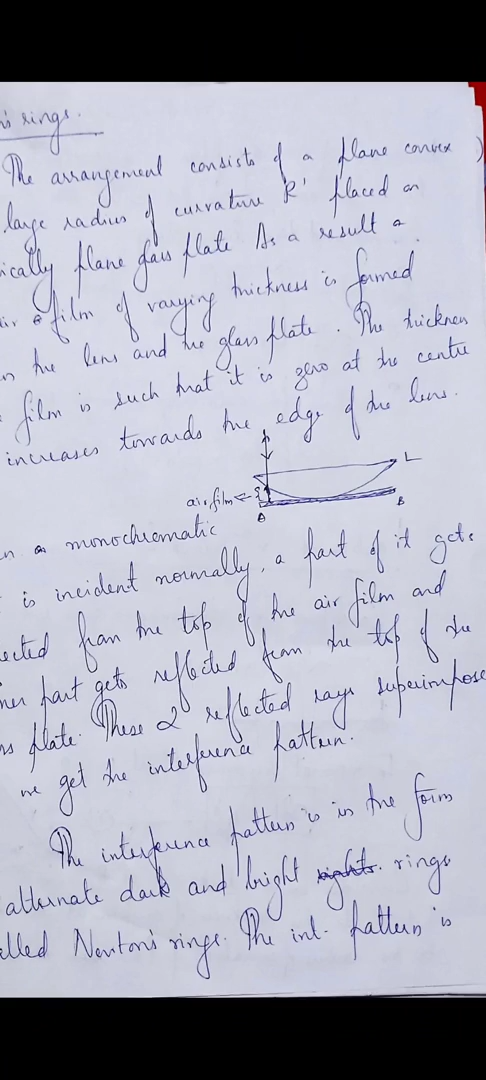 n's rings.
The arrangement consists of a plane convex
large radius of curvature R' placed on
ically plane glass plate As a result a
air film of varying thickness is formed
the lens and the glass plate. The thickness
film is such that it is zero at the centre
increases towards the edge of the lens.
L
air film
A
B
a monochromatic
is incident normally, a part of it gets
ected from the top of the air film and
her part gets reflected from the top of the
ss plate. These 2 reflected rays superimpose
we get the interference pattern.
The interference pattern is in the form
alternate dark and bright rings
alled Newton's rings. The int. pattern is